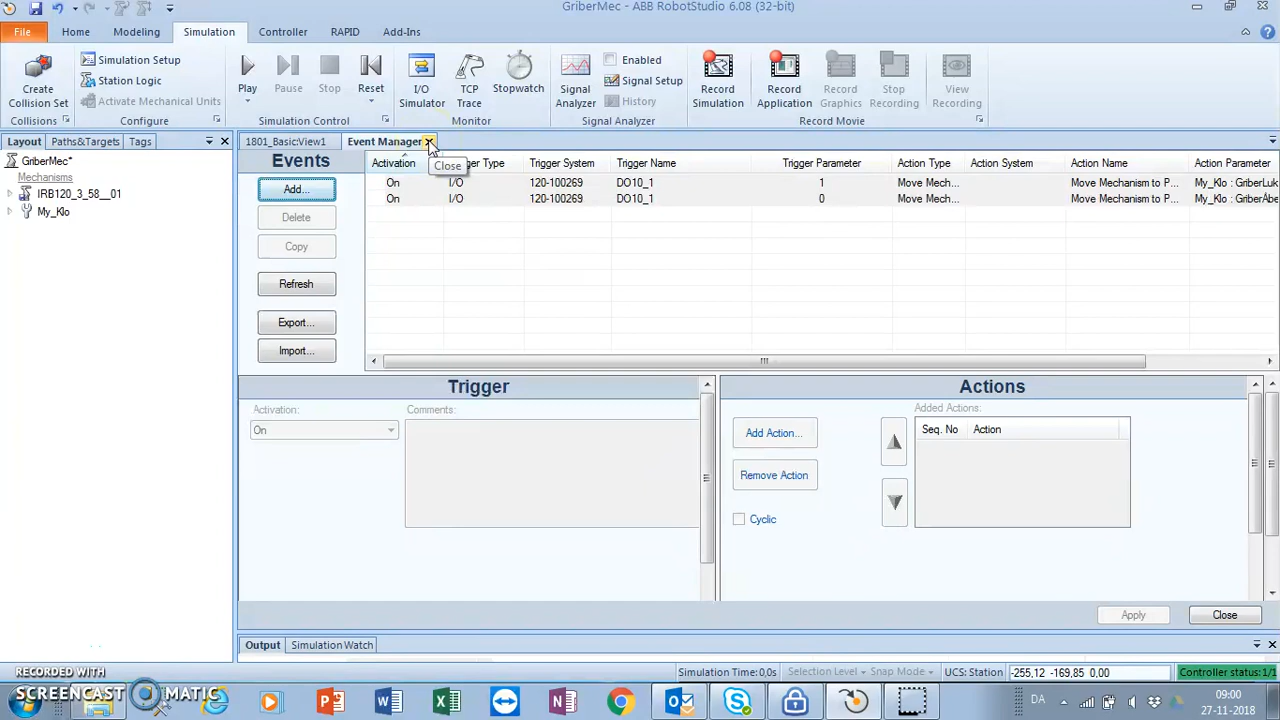 GriberMec - ABB RobotStudio 6.08 (32-bit)
File Home Modeling Simulation Controller RAPID Add-Ins
Create Collision Set
Simulation Setup
Station Logic
Activate Mechanical Units
Play Pause Stop Reset
I/O Simulator
TCP Trace
Stopwatch
Signal Analyzer
Enabled
Signal Setup
History
Record Simulation
Record Application
Record Graphics
Stop Recording
View Recording
Collisions Configure Simulation Control Monitor Signal Analyzer Record Movie
Layout Paths&Targets Tags
1801_Basic:View1 Event Manager
Close
GriberMec*
Mechanisms
IRB120_3_58__01
My_Klo
Events
Add...
Delete
Copy
Refresh
Export...
Import...
Activation Type Trigger System Trigger Name Trigger Parameter Action Type Action System Action Name Action Parameter
On I/O 120-100269 DO10_1 1 Move Mech... Move Mechanism to P... My_Klo : GriberLuk
On I/O 120-100269 DO10_1 0 Move Mech... Move Mechanism to P... My_Klo : GriberÅbe
Trigger
Activation:
On
Comments:
Actions
Add Action...
Remove Action
Cyclic
Added Actions:
Seq. No Action
Apply Close
Output Simulation Watch
Simulation Time: 0,0s Selection Level Snap Mode UCS: Station -255,12 -169,85 0,00 Controller status: 1/1
RECORDED WITH
SCREENCAST MATIC
DA
09:00
27-11-2018